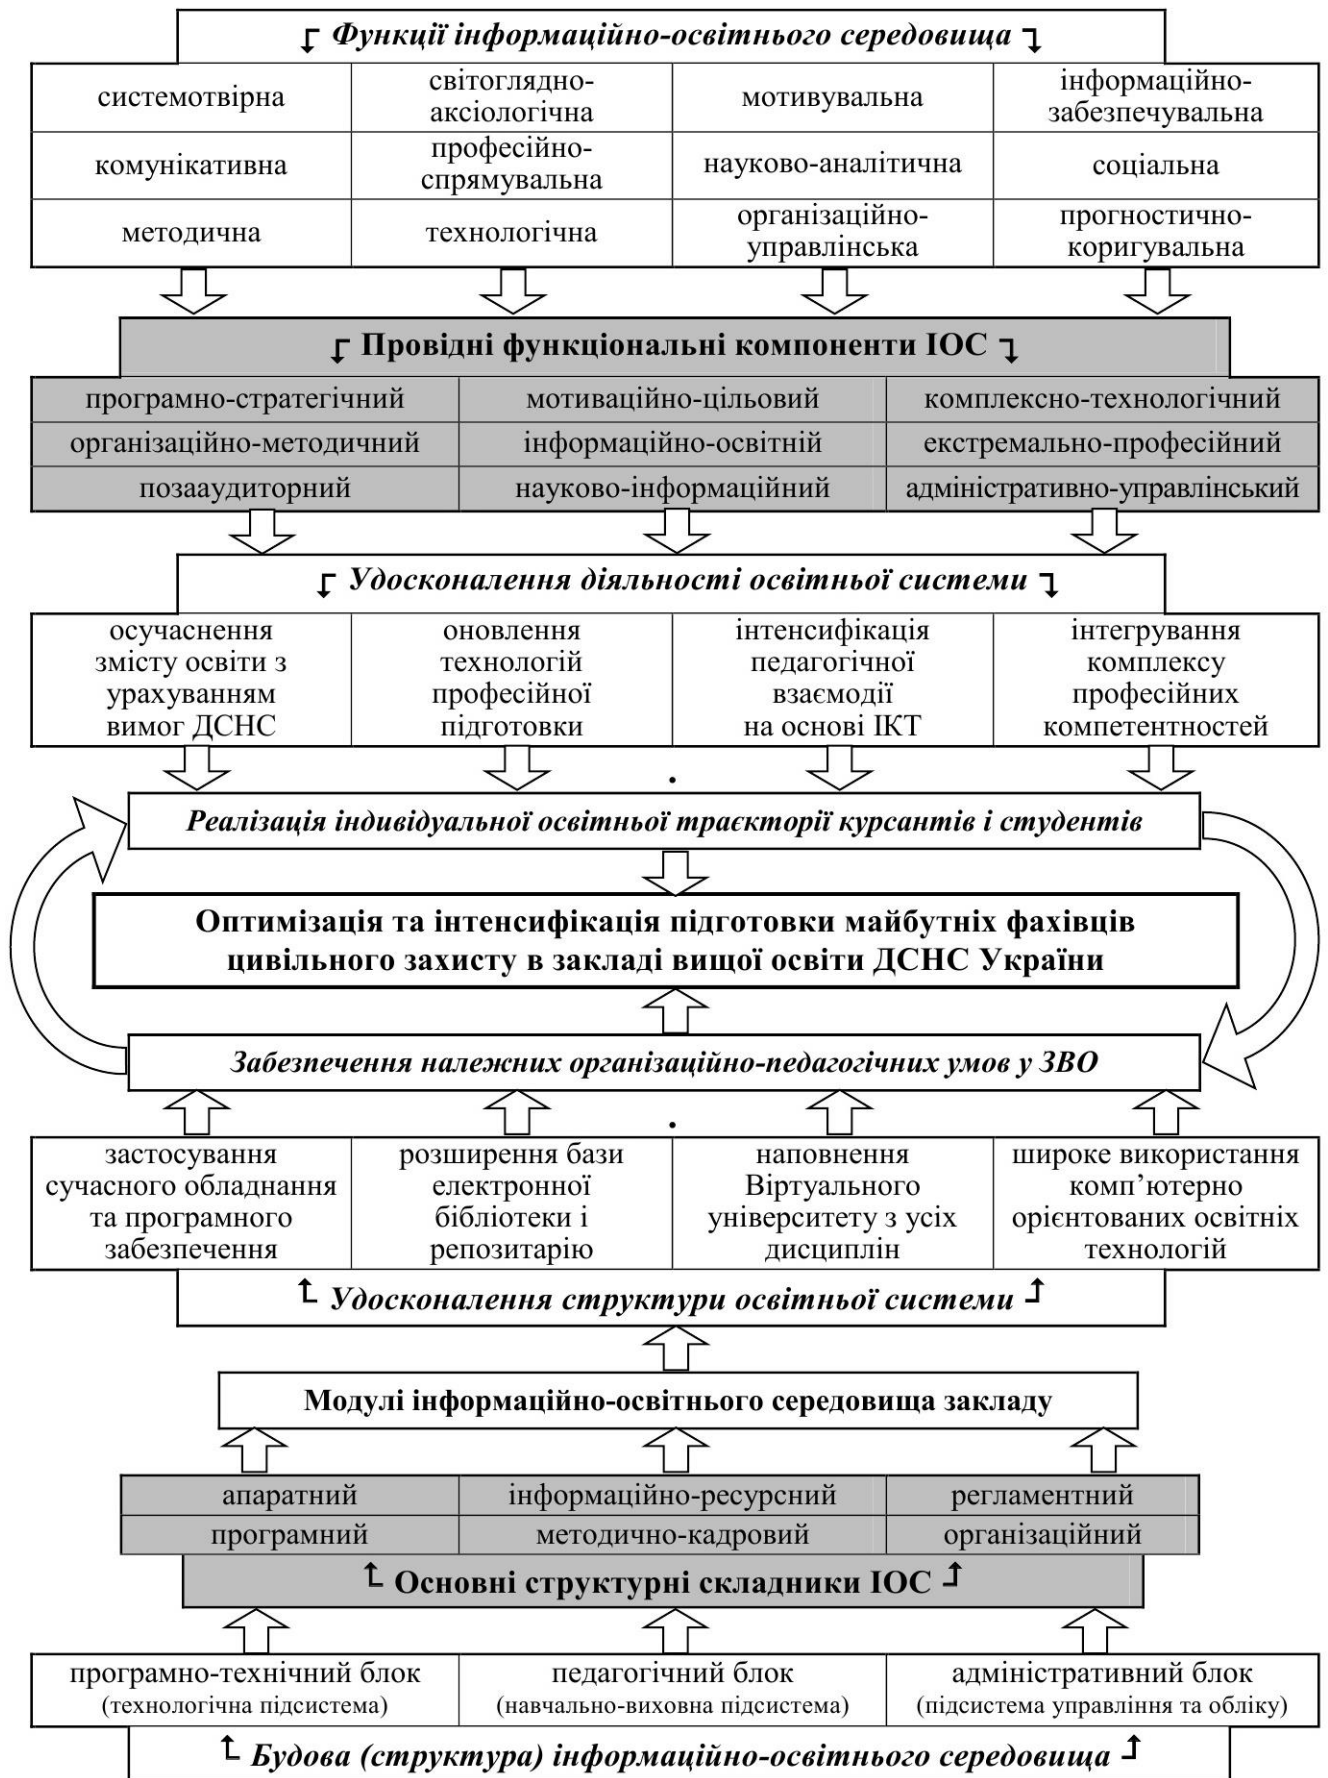 Функції інформаційно-освітнього середовища
системотвірна
світоглядно-
аксіологічна
мотивувальна
інформаційно-
забезпечувальна
комунікативна
професійно-
спрямувальна
науково-аналітична
соціальна
методична
технологічна
організаційно-
управлінська
прогностично-
коригувальна
Провідні функціональні компоненти ІОС
програмно-стратегічний
мотиваційно-цільовий
комплексно-технологічний
організаційно-методичний
інформаційно-освітній
екстремально-професійний
позааудиторний
науково-інформаційний
адміністративно-управлінський
Удосконалення діяльності освітньої системи
осучаснення
змісту освіти з
урахуванням
вимог ДСНС
оновлення
технологій
професійної
підготовки
інтенсифікація
педагогічної
взаємодії
на основі ІКТ
інтегрування
комплексу
професійних
компетентностей
.
Реалізація індивідуальної освітньої траєкторії курсантів і студентів
Оптимізація та інтенсифікація підготовки майбутніх фахівців
цивільного захисту в закладі вищої освіти ДСНС України
Забезпечення належних організаційно-педагогічних умов у ЗВО
.
застосування
сучасного обладнання
та програмного
забезпечення
розширення бази
електронної
бібліотеки і
репозитарію
наповнення
Віртуального
університету з усіх
дисциплін
широке використання
комп’ютерно
орієнтованих освітніх
технологій
Удосконалення структури освітньої системи
Модулі інформаційно-освітнього середовища закладу
апаратний
інформаційно-ресурсний
регламентний
програмний
методично-кадровий
організаційний
Основні структурні складники ІОС
програмно-технічний блок
(технологічна підсистема)
педагогічний блок
(навчально-виховна підсистема)
адміністративний блок
(підсистема управління та обліку)
Будова (структура) інформаційно-освітнього середовища